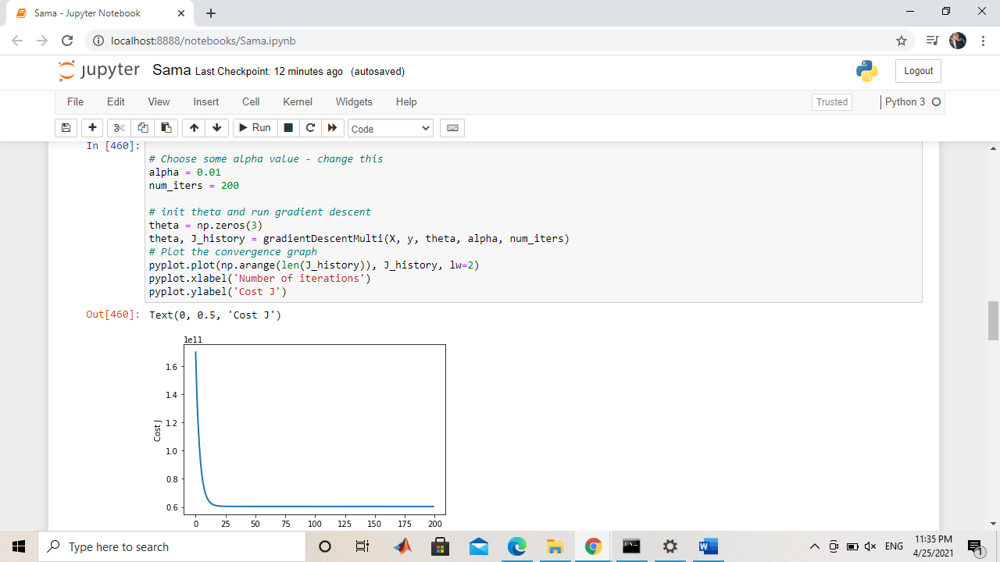 Sama - Jupyter Notebook
localhost:8888/notebooks/Sama.ipynb
jupyter Sama Last Checkpoint: 12 minutes ago (autosaved)
Logout
File Edit View Insert Cell Kernel Widgets Help
Trusted Python 3
Run Code
In [460]:
# Choose some alpha value - change this
alpha = 0.01
num_iters = 200
# init theta and run gradient descent
theta = np.zeros(3)
theta, J_history = gradientDescentMulti(X, y, theta, alpha, num_iters)
# Plot the convergence graph
pyplot.plot(np.arange(len(J_history)), J_history, lw=2)
pyplot.xlabel('Number of iterations')
pyplot.ylabel('Cost J')
Out[460]: Text(0, 0.5, 'Cost J')
1e11
1.6
1.4
1.2
1.0
0.8
0.6
Cost J
0 25 50 75 100 125 150 175 200
Type here to search
ENG
11:35 PM
4/25/2021
1